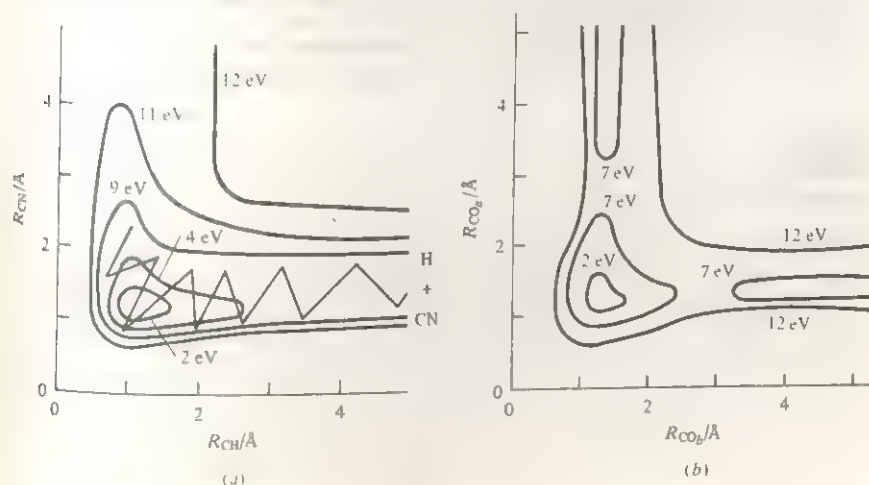 12 eV
11 eV
4
R_CN/Å
9 eV
4 eV
2
H
+
CN
2 eV
0
0
2
4
R_CH/Å
(a)
4
7 eV
R_COa/Å
7 eV
2
12 eV
2 eV
7 eV
12 eV
0
0
2
4
R_COb/Å
(b)